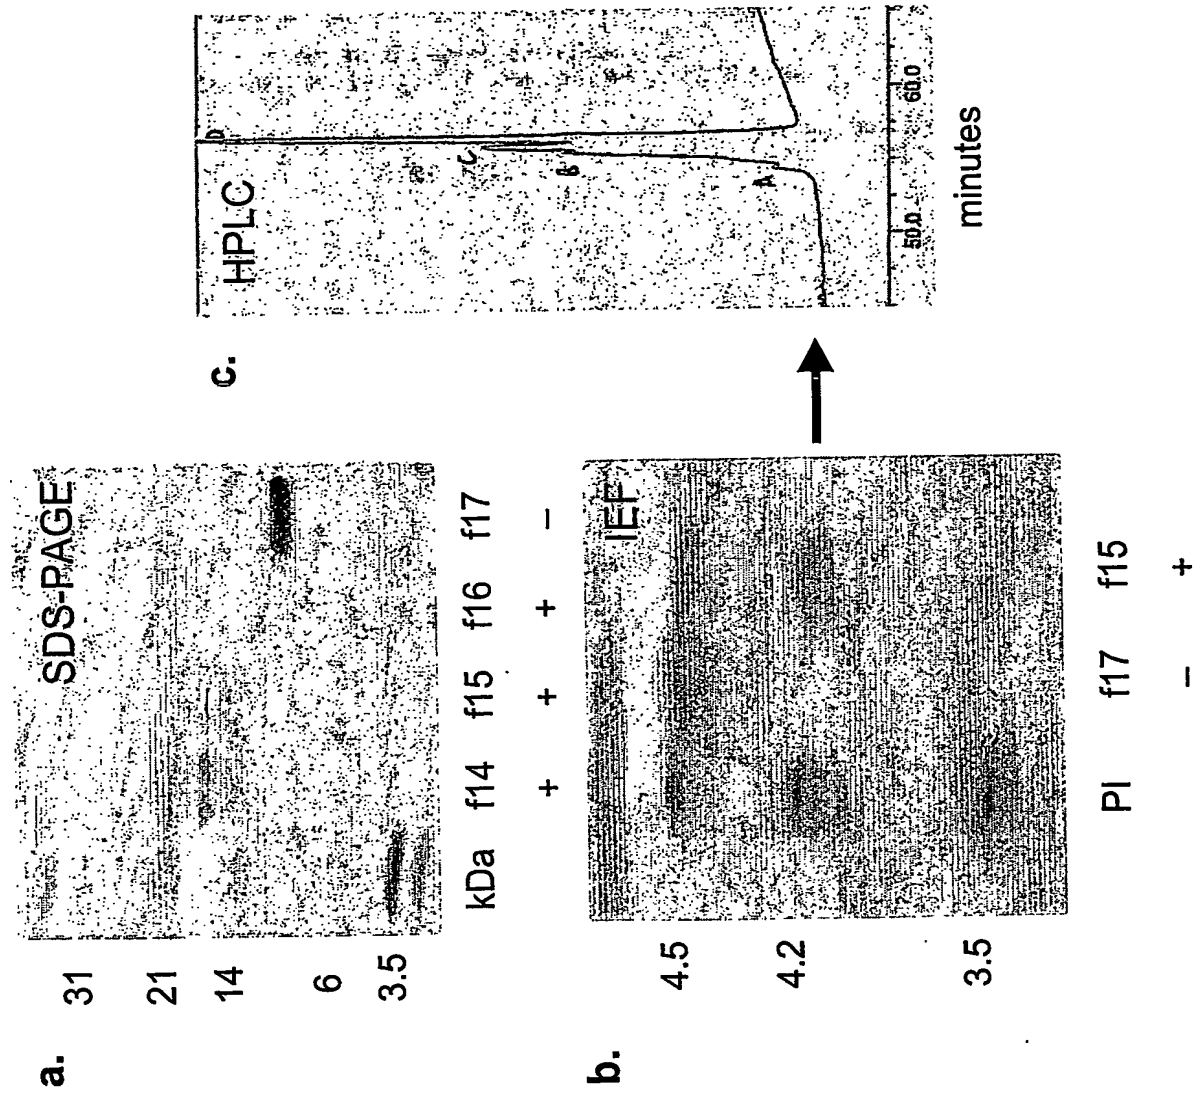 a.
SDS-PAGE
31
21
14
6
3.5
kDa f14 f15 f16 f17
+ + + –
b.
IEF
4.5
4.2
3.5
PI f17 f15
– +
c.
HPLC
D
C
B
A
50.0 60.0
minutes